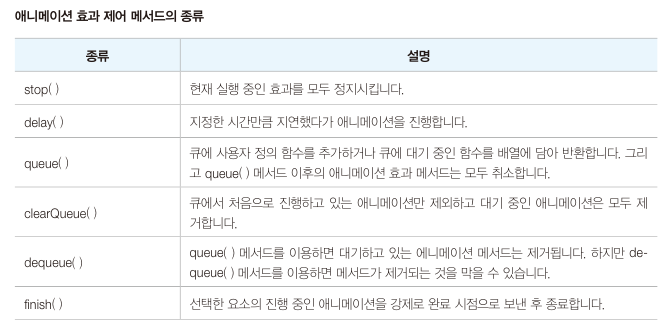 애니메이션 효과 제어 메서드의 종류
종류 설명
stop( ) 현재 실행 중인 효과를 모두 정지시킵니다.
delay( ) 지정한 시간만큼 지연했다가 애니메이션을 진행합니다.
queue( ) 큐에 사용자 정의 함수를 추가하거나 큐에 대기 중인 함수를 배열에 담아 반환합니다. 그리
고 queue( ) 메서드 이후의 애니메이션 효과 메서드는 모두 취소합니다.
clearQueue( ) 큐에서 처음으로 진행하고 있는 애니메이션만 제외하고 대기 중인 애니메이션은 모두 제
거합니다.
dequeue( ) queue( ) 메서드를 이용하면 대기하고 있는 에니메이션 메서드는 제거됩니다. 하지만 de-
queue( ) 메서드를 이용하면 메서드가 제거되는 것을 막을 수 있습니다.
finish( ) 선택한 요소의 진행 중인 애니메이션을 강제로 완료 시점으로 보낸 후 종료합니다.